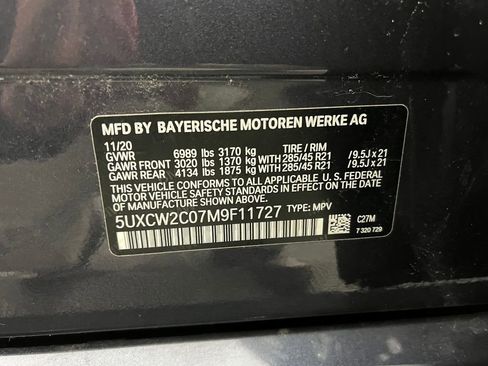 MFD BY BAYERISCHE MOTOREN WERKE AG
11/20 TIRE / RIM
GVWR 6989 lbs 3170 kg
GAWR FRONT 3020 lbs 1370 kg WITH 285/45 R21 /9.5J x 21
GAWR REAR 4134 lbs 1875 kg WITH 285/45 R21 /9.5J x 21
THIS VEHICLE CONFORMS TO ALL APPLICABLE U. S. FEDERAL
MOTOR VEHICLE SAFETY STANDARDS IN EFFECT ON THE DATE
OF MANUFACTURE SHOWN ABOVE.
5UXCW2C07M9F11727 TYPE: MPV
C27M
7 320 729